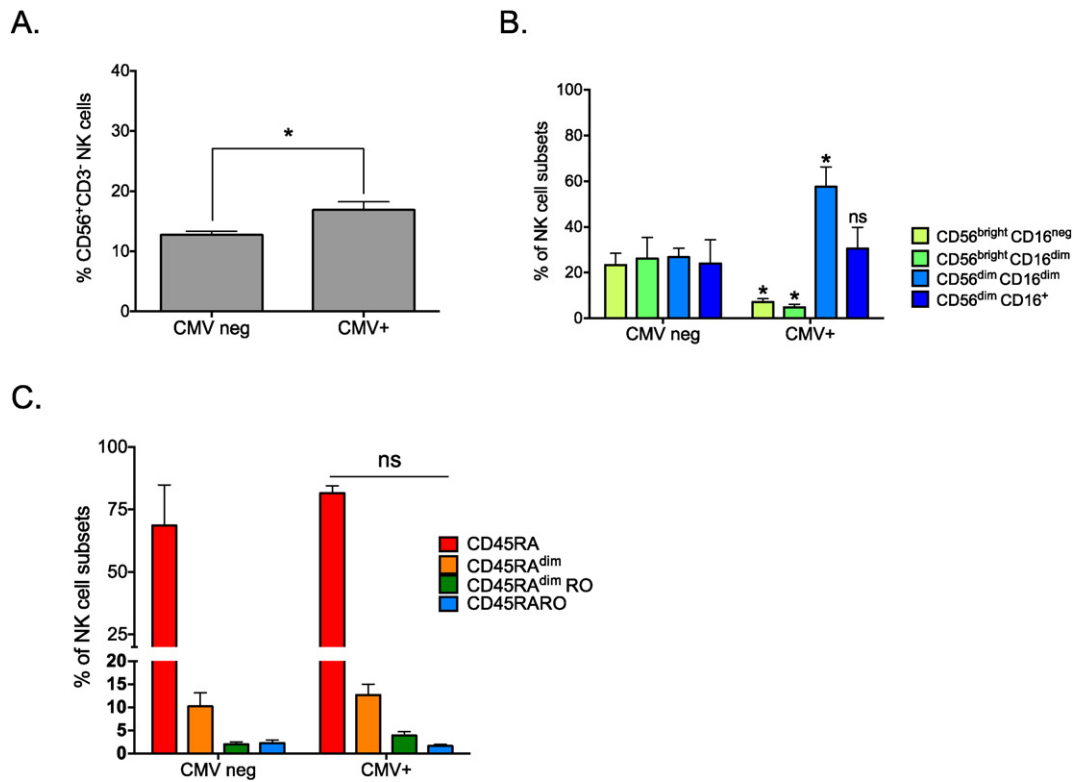 A.
% CD56⁺CD3⁻ NK cells
40
30
20
10
0
*
CMV neg
CMV+
B.
% of NK cell subsets
100
80
60
40
20
0
* * * ns
CMV neg
CMV+
CD56ᵇʳⁱᵍʰᵗ CD16ⁿᵉᵍ
CD56ᵇʳⁱᵍʰᵗ CD16ᵈⁱᵐ
CD56ᵈⁱᵐ CD16ᵈⁱᵐ
CD56ᵈⁱᵐ CD16⁺
C.
% of NK cell subsets
100
75
50
25
20
15
10
5
0
ns
CMV neg
CMV+
CD45RA
CD45RAᵈⁱᵐ
CD45RAᵈⁱᵐ RO
CD45RARO